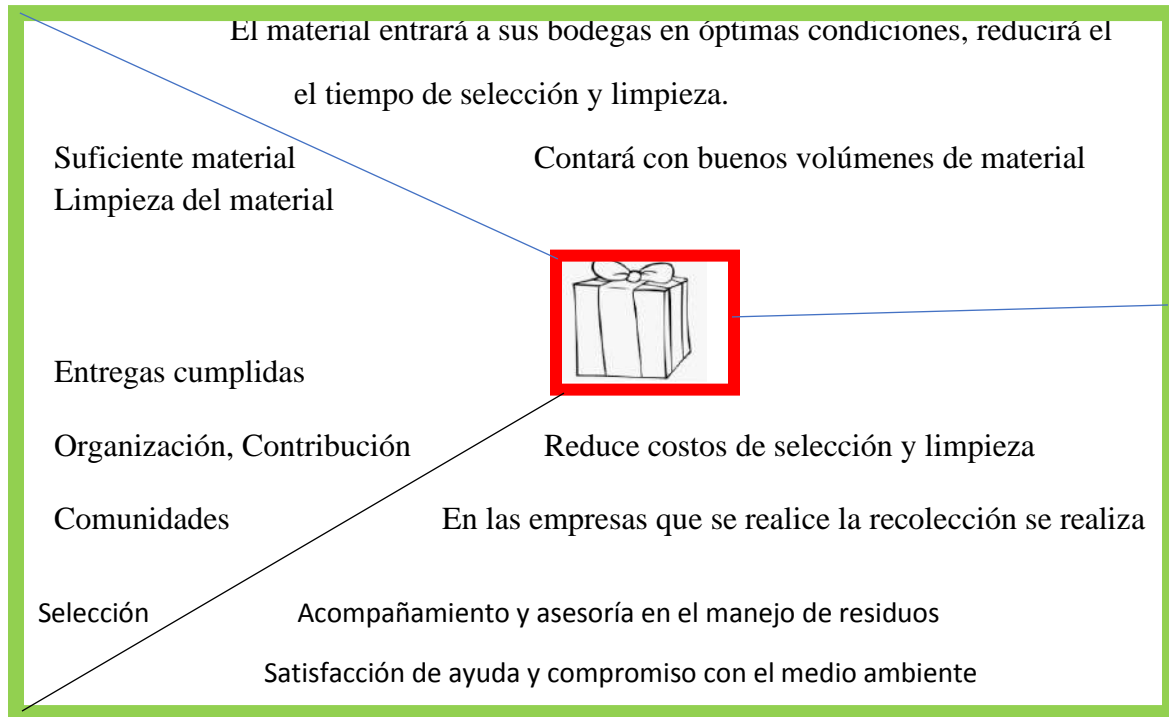 El material entrará a sus bodegas en óptimas condiciones, reducirá el
el tiempo de selección y limpieza.
Suficiente material Contará con buenos volúmenes de material
Limpieza del material
Entregas cumplidas
Organización, Contribución Reduce costos de selección y limpieza
Comunidades En las empresas que se realice la recolección se realiza
Selección Acompañamiento y asesoría en el manejo de residuos
Satisfacción de ayuda y compromiso con el medio ambiente